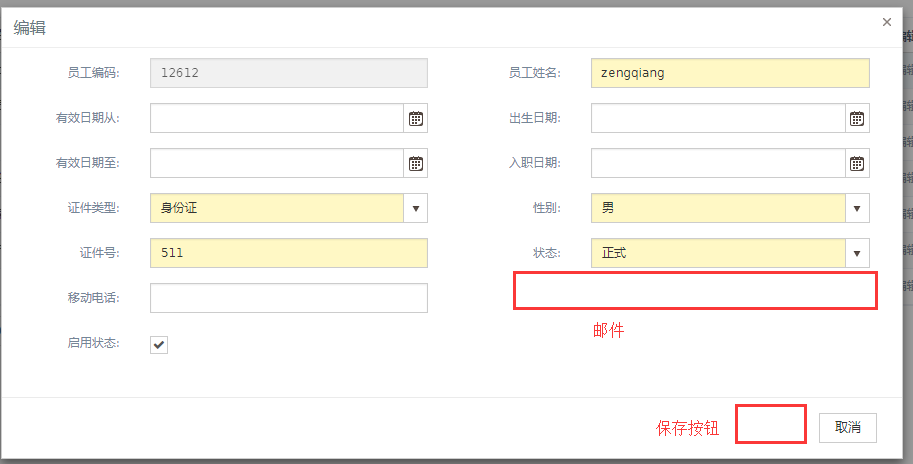 编辑
员工编码: 12612 员工姓名: zengqiang
有效日期从: 出生日期:
有效日期至: 入职日期:
证件类型: 身份证 性别: 男
证件号: 511 状态: 正式
移动电话:
邮件
启用状态:
保存按钮 取消